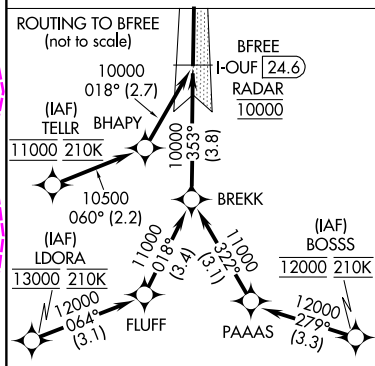 ROUTING TO BFREE
(not to scale)
BFREE
I-OUF 24.6
RADAR
10000
10000
018° (2.7)
(IAF)
TELLR
11000 210K
BHAPY
10500
060° (2.2)
10000
353°
(3.8)
BREKK
(IAF)
LDORA
13000 210K
12000
064°
(3.1)
FLUFF
11000
018°
(3.4)
11000
322°
(3.1)
PAAAS
(IAF)
BOSSS
12000 210K
12000
279°
(3.3)